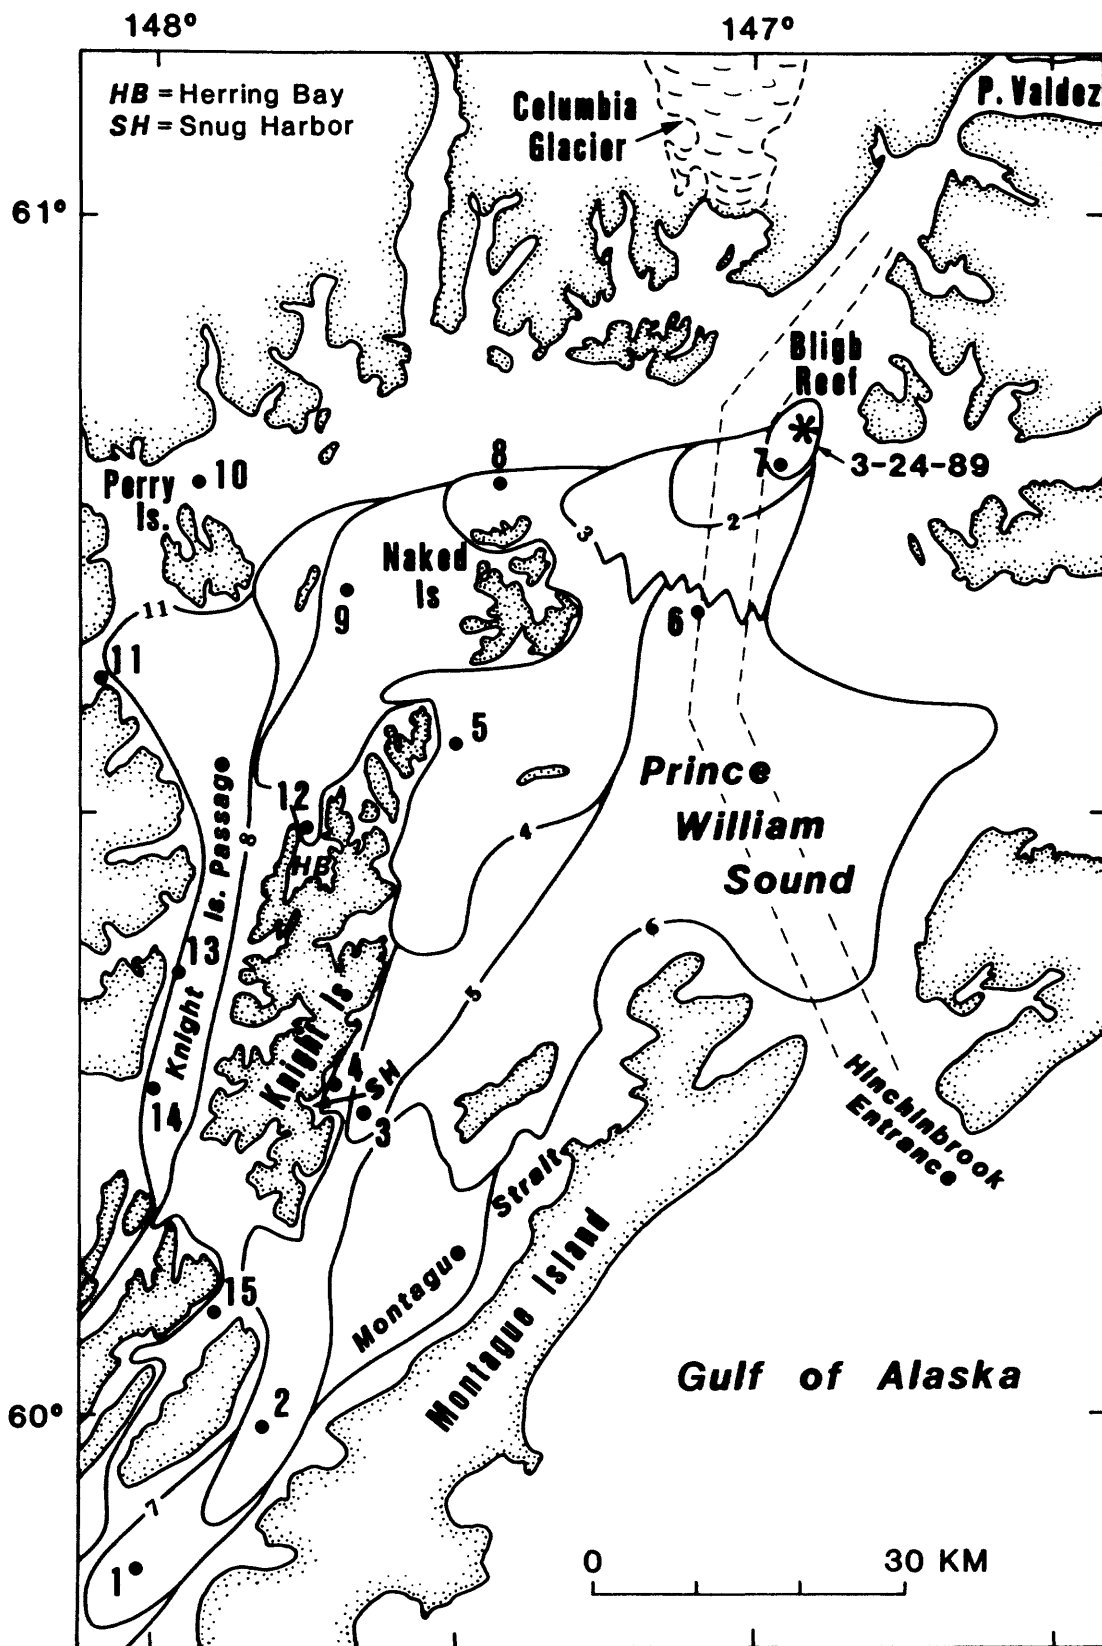 148° 147°
HB = Herring Bay
SH = Snug Harbor
Columbia
Glacier
P. Valdez
61°
Bligh
Reef
3-24-89
7
2
3
8
Perry
Is.
10
Naked
Is
9
6
11
11
5
12
HB
8
Prince
William
Sound
4
Knight Is. Passage
13
6
5
Knight Is
4
SH
3
14
Hinchinbrook
Entrance
Montague Strait
Montague Island
15
2
Gulf of Alaska
60°
7
1
0 30 KM